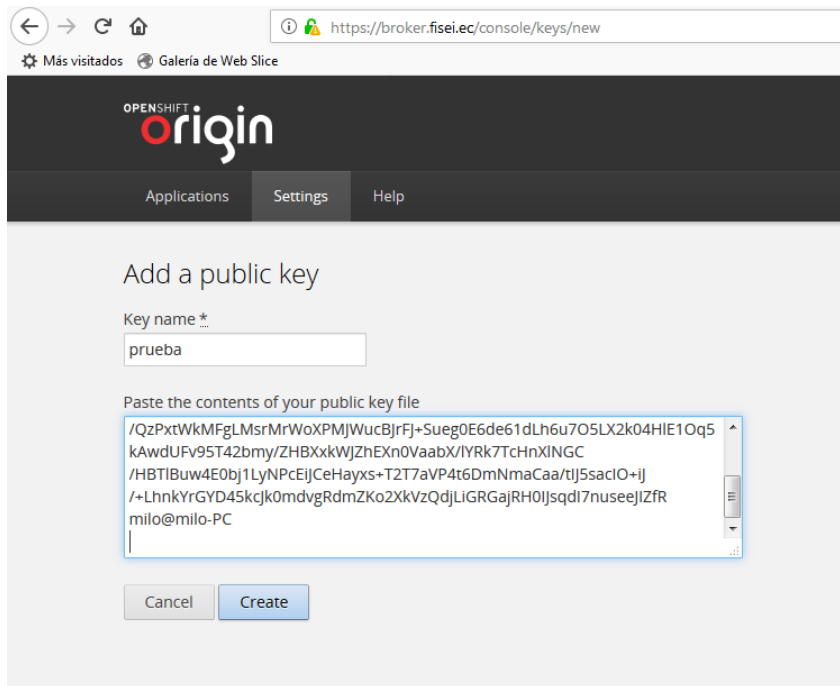 https://broker.fisei.ec/console/keys/new
Más visitados Galería de Web Slice
OPENSHIFT
origin
Applications Settings Help
Add a public key
Key name *
prueba
Paste the contents of your public key file
/QzPxtWkMFgLMsrMrWoXPMJWucBJrFJ+Sueg0E6de61dLh6u7O5LX2k04HlE1Oq5
kAwdUFv95T42bmy/ZHBXxkWJZhEXn0VaabX/lYRk7TcHnXlNGC
/HBTlBuw4E0bj1LyNPcEiJCeHayxs+T2T7aVP4t6DmNmaCaa/tIJ5sacIO+iJ
/+LhnkYrGYD45kcJk0mdvgRdmZKo2XkVzQdjLiGRGajRH0IJsqdI7nuseeJIZfR
milo@milo-PC
Cancel Create